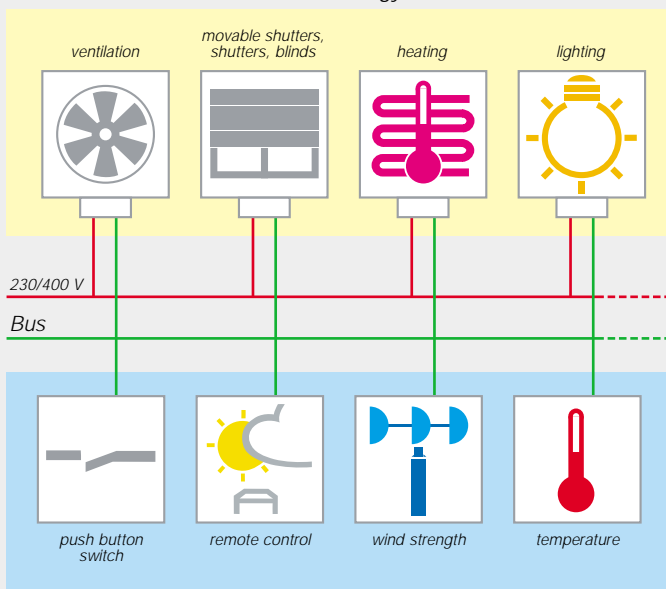 ventilation
movable shutters,
shutters, blinds
heating
lighting
230/400 V
Bus
push button
switch
remote control
wind strength
temperature